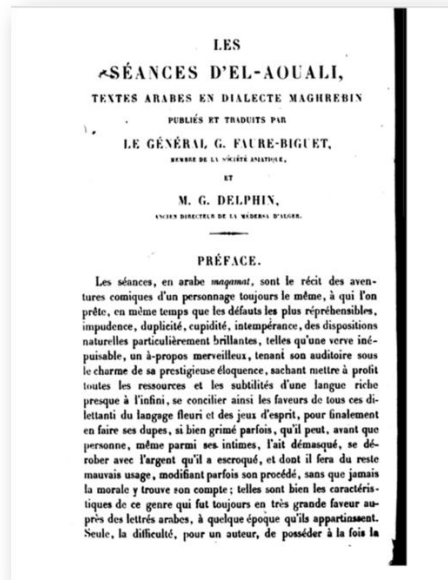 LES
SÉANCES D'EL-AOUALI,
TEXTES ARABES EN DIALECTE MAGHREBIN
PUBLIÉS ET TRADUITS PAR
LE GÉNÉRAL G. FAURE-BIGUET,
MEMBRE DE LA SOCIÉTÉ ASIATIQUE,
ET
M. G. DELPHIN,
ANCIEN DIRECTEUR DE LA MÉDERSA D'ALGER.
PRÉFACE.
Les séances, en arabe maqamat, sont le récit des aven-
tures comiques d'un personnage toujours le même, à qui l'on
prête, en même temps que les défauts les plus répréhensibles,
impudence, duplicité, cupidité, intempérance, des dispositions
naturelles particulièrement brillantes, telles qu'une verve iné-
puisable, un à-propos merveilleux, tenant son auditoire sous
le charme de sa prestigieuse éloquence, sachant mettre à profit
toutes les ressources et les subtilités d'une langue riche
presque à l'infini, se concilier ainsi les faveurs de tous ces di-
lettanti du langage fleuri et des jeux d'esprit, pour finalement
en faire ses dupes, si bien grimé parfois, qu'il peut, avant que
personne, même parmi ses intimes, l'ait démasqué, se dé-
rober avec l'argent qu'il a escroqué, et dont il fera du reste
mauvais usage, modifiant parfois son procédé, sans que jamais
la morale y trouve son compte; telles sont bien les caractéris-
tiques de ce genre qui fut toujours en très grande faveur au-
près des lettrés arabes, à quelque époque qu'ils appartinssent.
Seule, la difficulté, pour un auteur, de posséder à la fois la